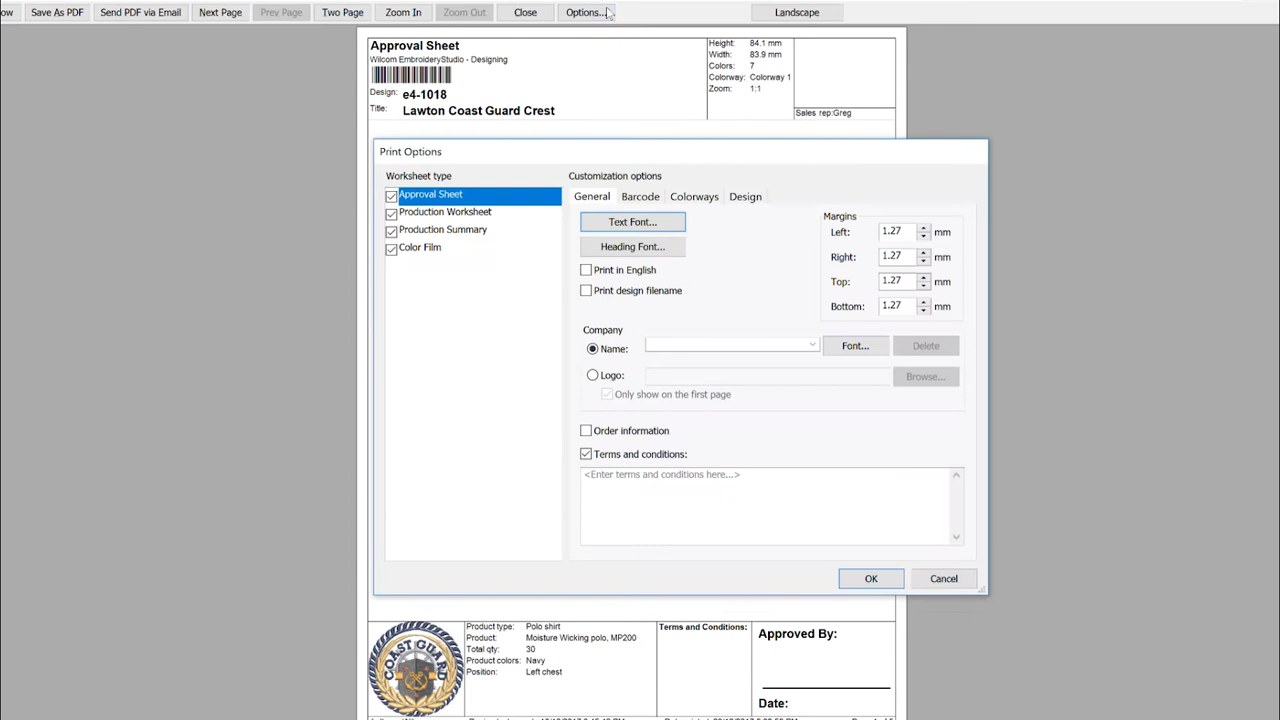 ow Save As PDF Send PDF via Email Next Page Prev Page Two Page Zoom In Zoom Out Close Options... Landscape
Approval Sheet
Wilcom EmbroideryStudio - Designing
Design: e4-1018
Title: Lawton Coast Guard Crest
Height: 84.1 mm
Width: 83.9 mm
Colors: 7
Colorway: Colorway 1
Zoom: 1:1
Sales rep:Greg
Print Options
Worksheet type
Approval Sheet
Production Worksheet
Production Summary
Color Film
Customization options
General Barcode Colorways Design
Text Font...
Heading Font...
Print in English
Print design filename
Margins
Left: 1.27 mm
Right: 1.27 mm
Top: 1.27 mm
Bottom: 1.27 mm
Company
Name: Font... Delete
Logo: Browse...
Only show on the first page
Order information
Terms and conditions:
<Enter terms and conditions here...>
OK Cancel
COAST GUARD
Product type: Polo shirt
Product: Moisture Wicking polo, MP200
Total qty: 30
Product colors: Navy
Position: Left chest
Terms and Conditions:
Approved By:
Date: